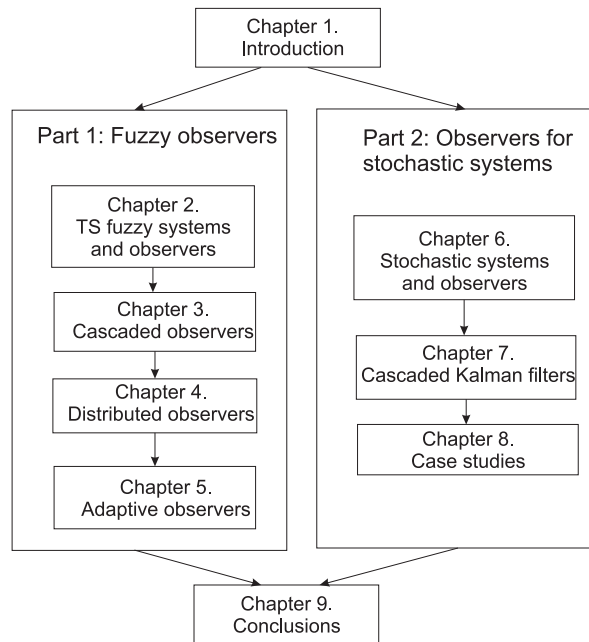 Chapter 1.
Introduction
Part 1: Fuzzy observers
Chapter 2.
TS fuzzy systems
and observers
Chapter 3.
Cascaded observers
Chapter 4.
Distributed observers
Chapter 5.
Adaptive observers
Part 2: Observers for
stochastic systems
Chapter 6.
Stochastic systems
and observers
Chapter 7.
Cascaded Kalman filters
Chapter 8.
Case studies
Chapter 9.
Conclusions